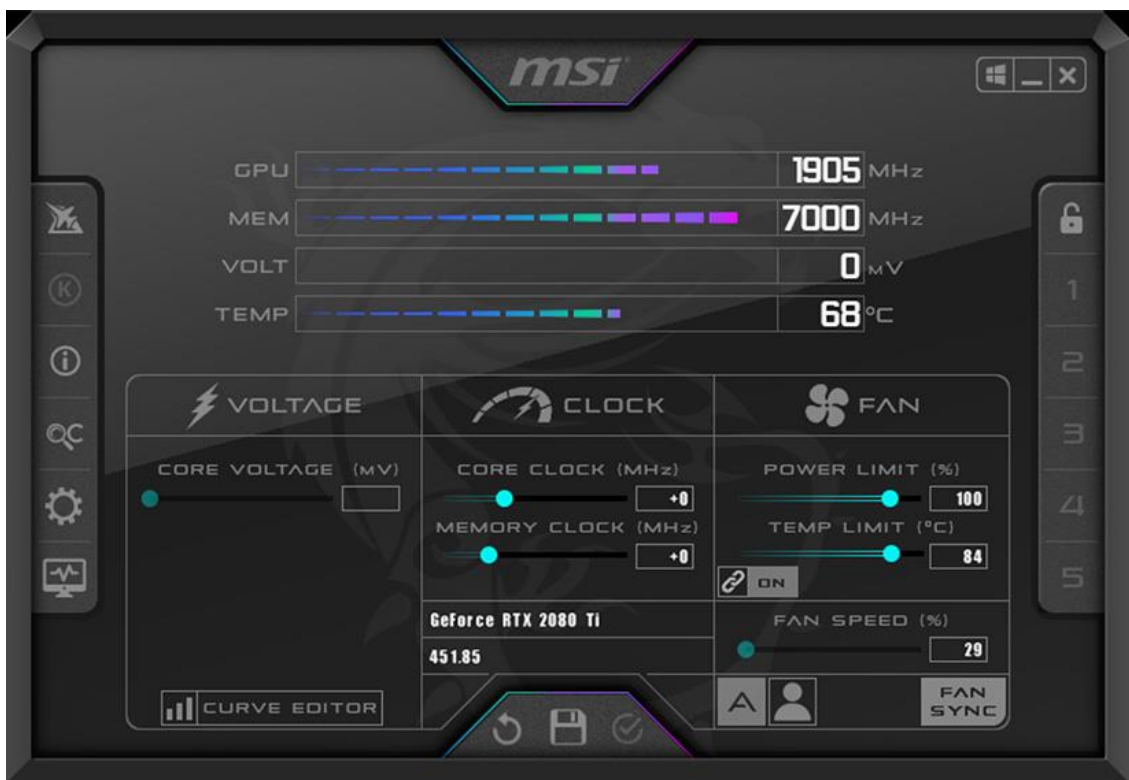 msi
GPU 1905 MHz
MEM 7000 MHz
VOLT 0 MV
TEMP 68 °C
K
i
OC
1
2
3
4
5
VOLTAGE
CORE VOLTAGE (MV)
CURVE EDITOR
CLOCK
CORE CLOCK (MHz)
+0
MEMORY CLOCK (MHz)
+0
GeForce RTX 2080 Ti
451.85
FAN
POWER LIMIT (%)
100
TEMP LIMIT (°C)
84
ON
FAN SPEED (%)
29
A
FAN
SYNC